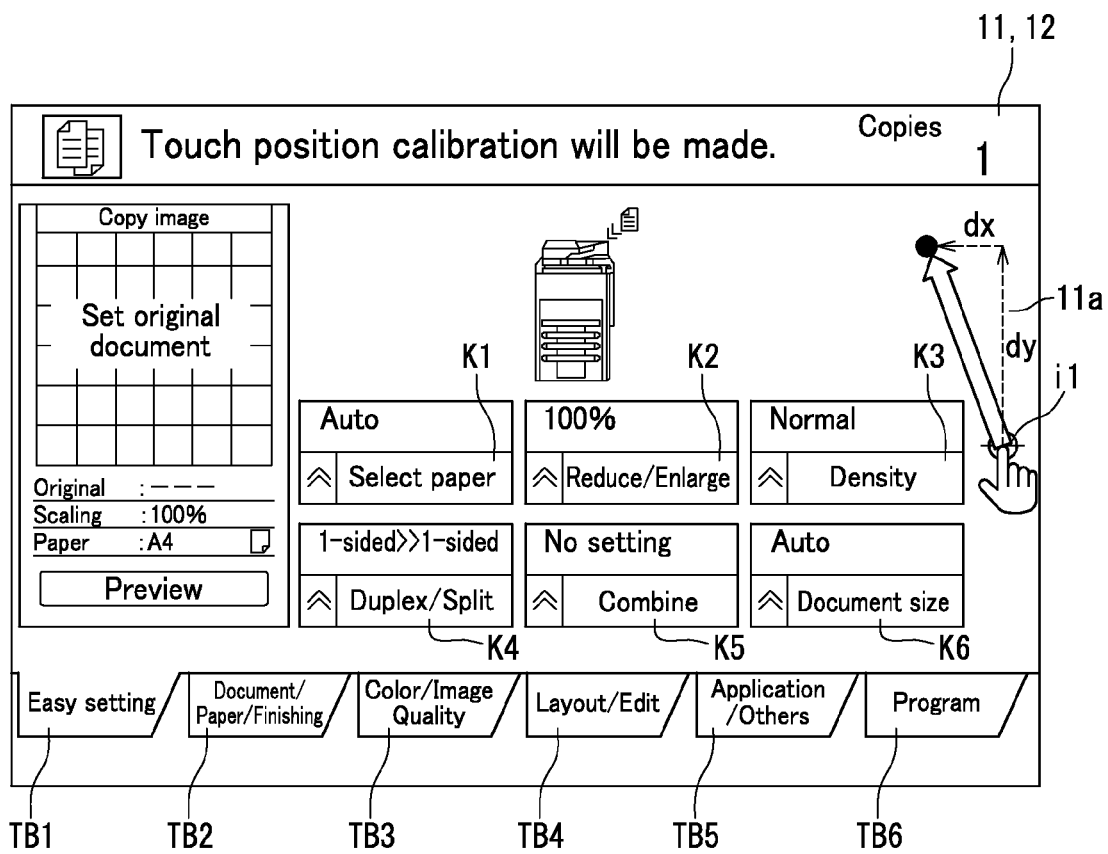 11, 12
Touch position calibration will be made.
Copies
1
Copy image
Set original
document
Original :---
Scaling :100%
Paper :A4
Preview
dx
11a
dy
i1
K1
K2
K3
Auto
100%
Normal
Select paper
Reduce/Enlarge
Density
1-sided>>1-sided
No setting
Auto
Duplex/Split
Combine
Document size
K4
K5
K6
Easy setting
Document/
Paper/Finishing
Color/Image
Quality
Layout/Edit
Application
/Others
Program
TB1
TB2
TB3
TB4
TB5
TB6